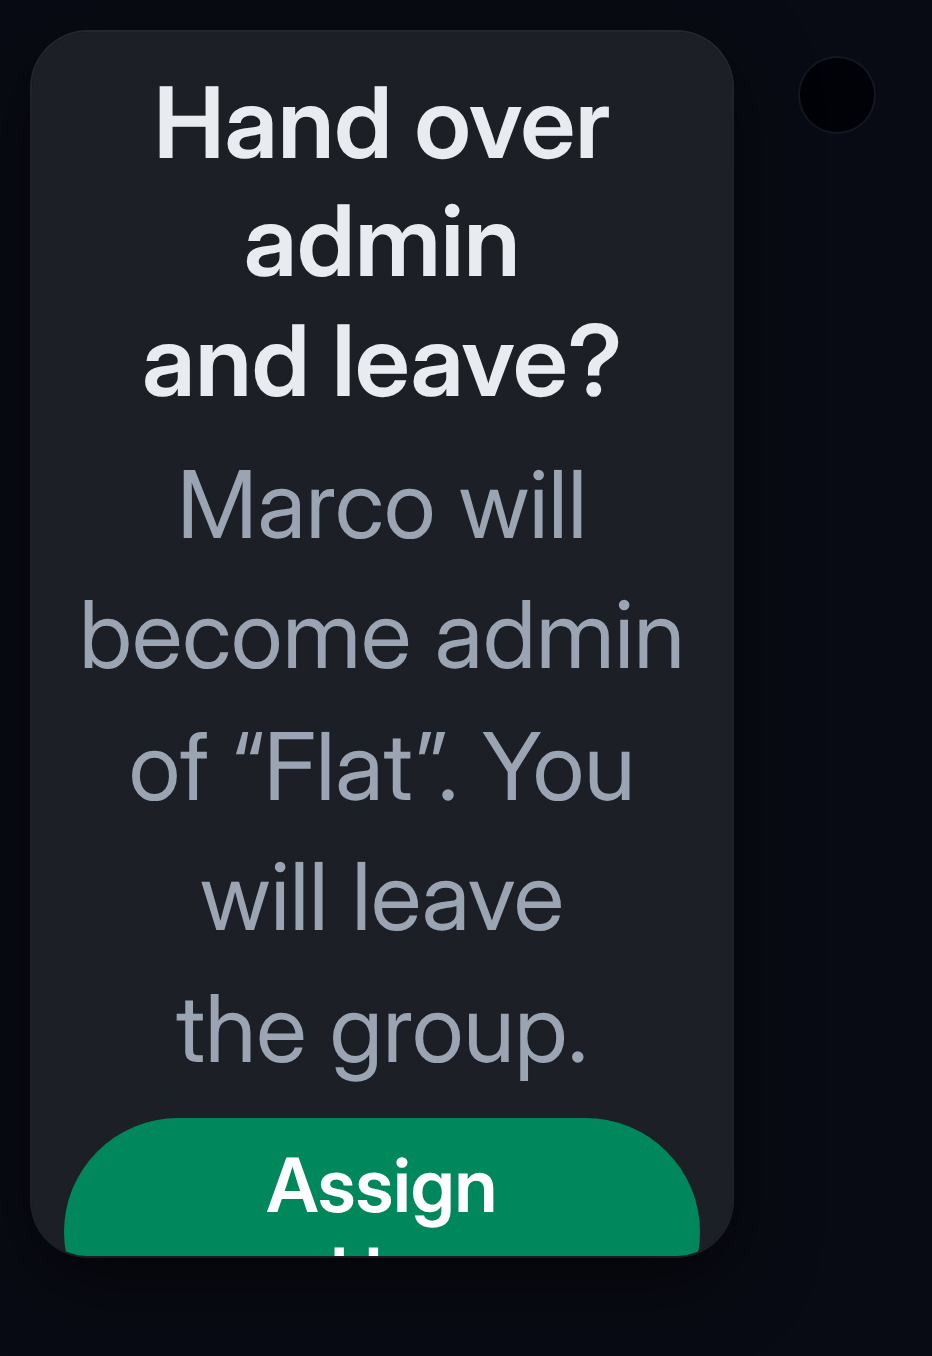 Hand over
admin
and leave?
Marco will
become admin
of “Flat”. You
will leave
the group.
Assign